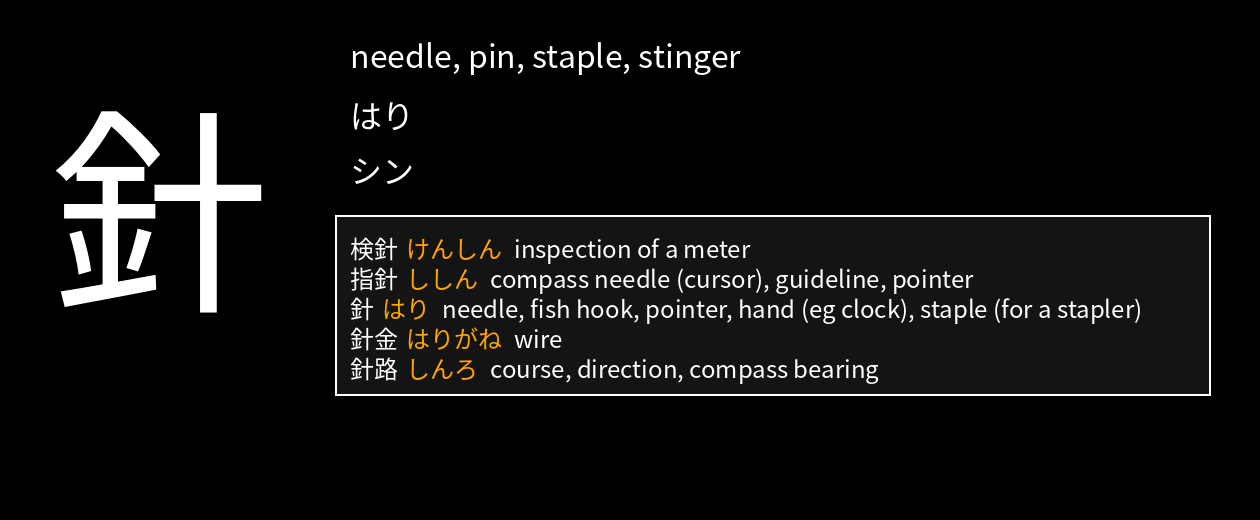 針
needle, pin, staple, stinger
はり
シン
検針 けんしん inspection of a meter
指針 ししん compass needle (cursor), guideline, pointer
針 はり needle, fish hook, pointer, hand (eg clock), staple (for a stapler)
針金 はりがね wire
針路 しんろ course, direction, compass bearing